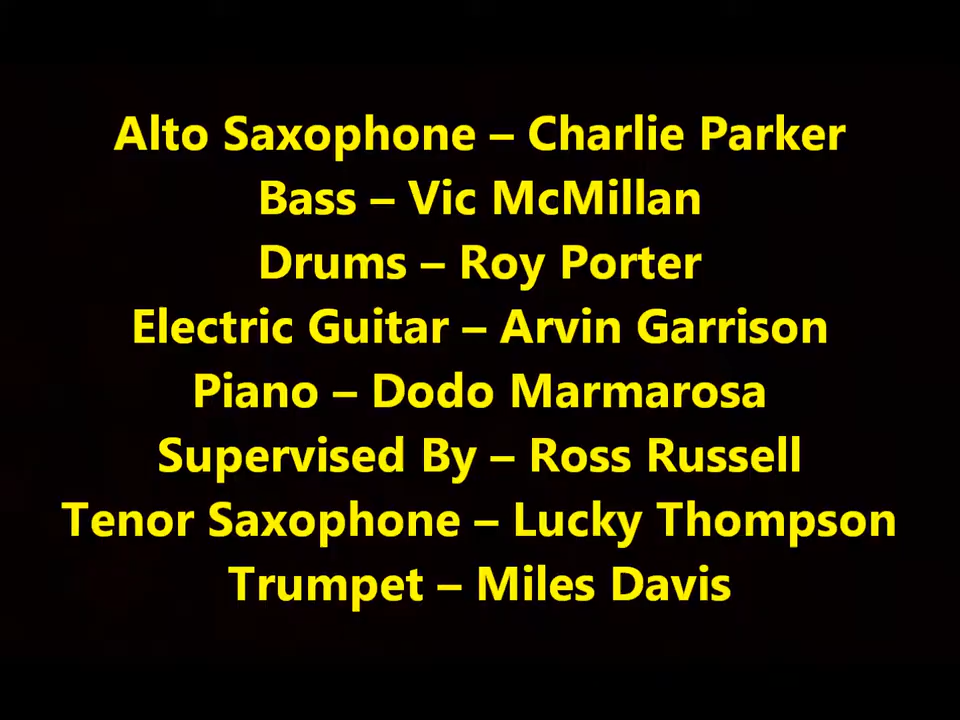 Alto Saxophone – Charlie Parker
Bass – Vic McMillan
Drums – Roy Porter
Electric Guitar – Arvin Garrison
Piano – Dodo Marmarosa
Supervised By – Ross Russell
Tenor Saxophone – Lucky Thompson
Trumpet – Miles Davis